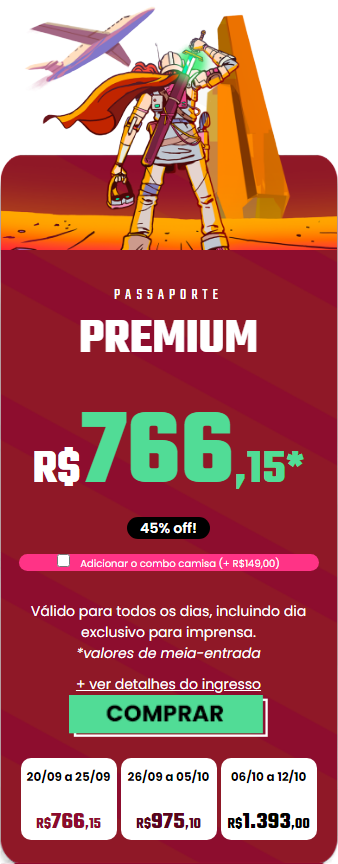 PASSAPORTE
PREMIUM
R$766,15*
45% off!
Adicionar o combo camisa (+ R$149,00)
Válido para todos os dias, incluindo dia
exclusivo para imprensa.
*valores de meia-entrada
+ ver detalhes do ingresso
COMPRAR
20/09 a 25/09 26/09 a 05/10 06/10 a 12/10
R$766,15 R$975,10 R$1.393,00